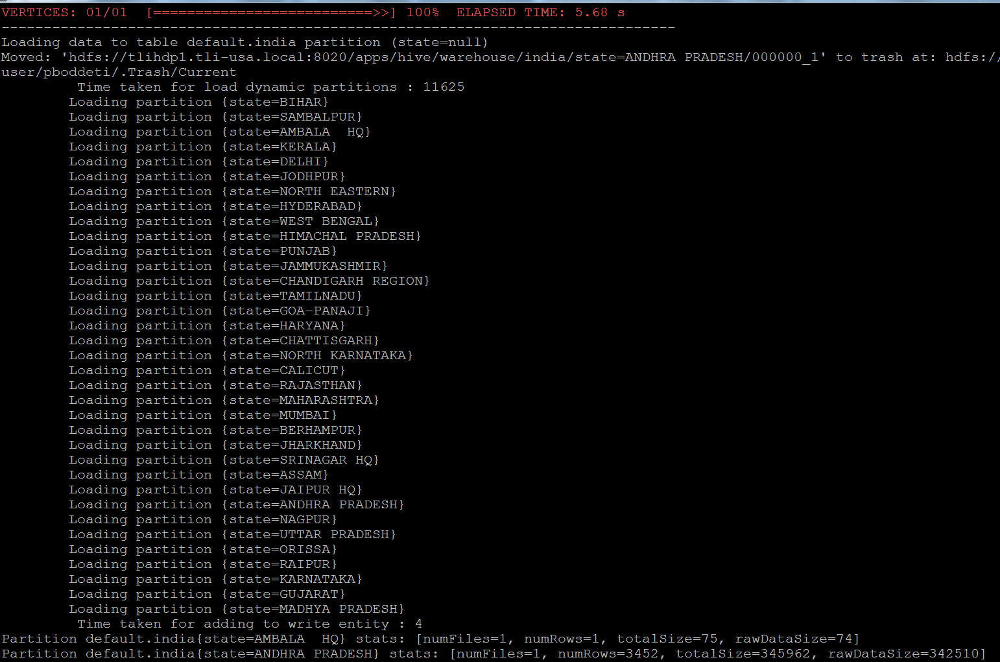 VERTICES: 01/01  [==========================>>] 100%  ELAPSED TIME: 5.68 s
--------------------------------------------------------------------------------
Loading data to table default.india partition (state=null)
Moved: 'hdfs://tlihdp1.tli-usa.local:8020/apps/hive/warehouse/india/state=ANDHRA PRADESH/000000_1' to trash at: hdfs://
user/pboddeti/.Trash/Current
         Time taken for load dynamic partitions : 11625
        Loading partition {state=BIHAR}
        Loading partition {state=SAMBALPUR}
        Loading partition {state=AMBALA  HQ}
        Loading partition {state=KERALA}
        Loading partition {state=DELHI}
        Loading partition {state=JODHPUR}
        Loading partition {state=NORTH EASTERN}
        Loading partition {state=HYDERABAD}
        Loading partition {state=WEST BENGAL}
        Loading partition {state=HIMACHAL PRADESH}
        Loading partition {state=PUNJAB}
        Loading partition {state=JAMMUKASHMIR}
        Loading partition {state=CHANDIGARH REGION}
        Loading partition {state=TAMILNADU}
        Loading partition {state=GOA-PANAJI}
        Loading partition {state=HARYANA}
        Loading partition {state=CHATTISGARH}
        Loading partition {state=NORTH KARNATAKA}
        Loading partition {state=CALICUT}
        Loading partition {state=RAJASTHAN}
        Loading partition {state=MAHARASHTRA}
        Loading partition {state=MUMBAI}
        Loading partition {state=BERHAMPUR}
        Loading partition {state=JHARKHAND}
        Loading partition {state=SRINAGAR HQ}
        Loading partition {state=ASSAM}
        Loading partition {state=JAIPUR HQ}
        Loading partition {state=ANDHRA PRADESH}
        Loading partition {state=NAGPUR}
        Loading partition {state=UTTAR PRADESH}
        Loading partition {state=ORISSA}
        Loading partition {state=RAIPUR}
        Loading partition {state=KARNATAKA}
        Loading partition {state=GUJARAT}
        Loading partition {state=MADHYA PRADESH}
         Time taken for adding to write entity : 4
Partition default.india{state=AMBALA  HQ} stats: [numFiles=1, numRows=1, totalSize=75, rawDataSize=74]
Partition default.india{state=ANDHRA PRADESH} stats: [numFiles=1, numRows=3452, totalSize=345962, rawDataSize=342510]